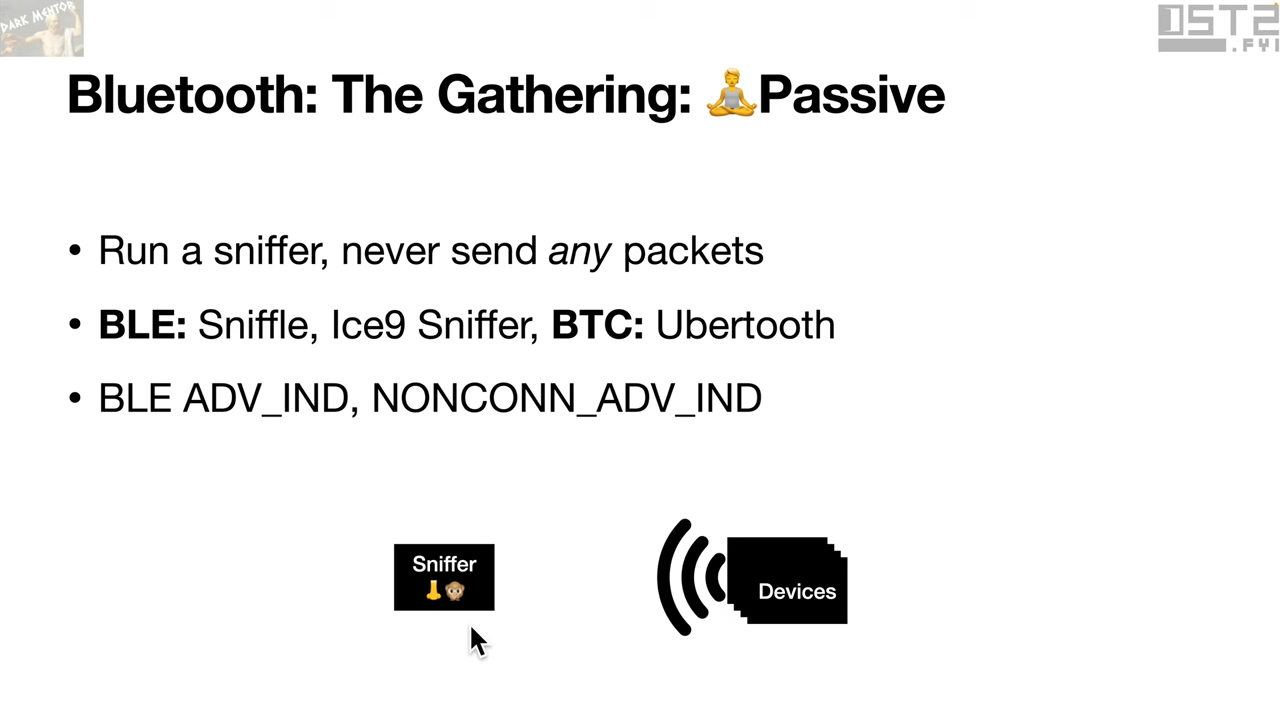 DARK MENTOR
OST2
.FYI
Bluetooth: The Gathering: 🧘Passive
• Run a sniffer, never send any packets
• BLE: Sniffle, Ice9 Sniffer, BTC: Ubertooth
• BLE ADV_IND, NONCONN_ADV_IND
Sniffer
👃🙊
Devices